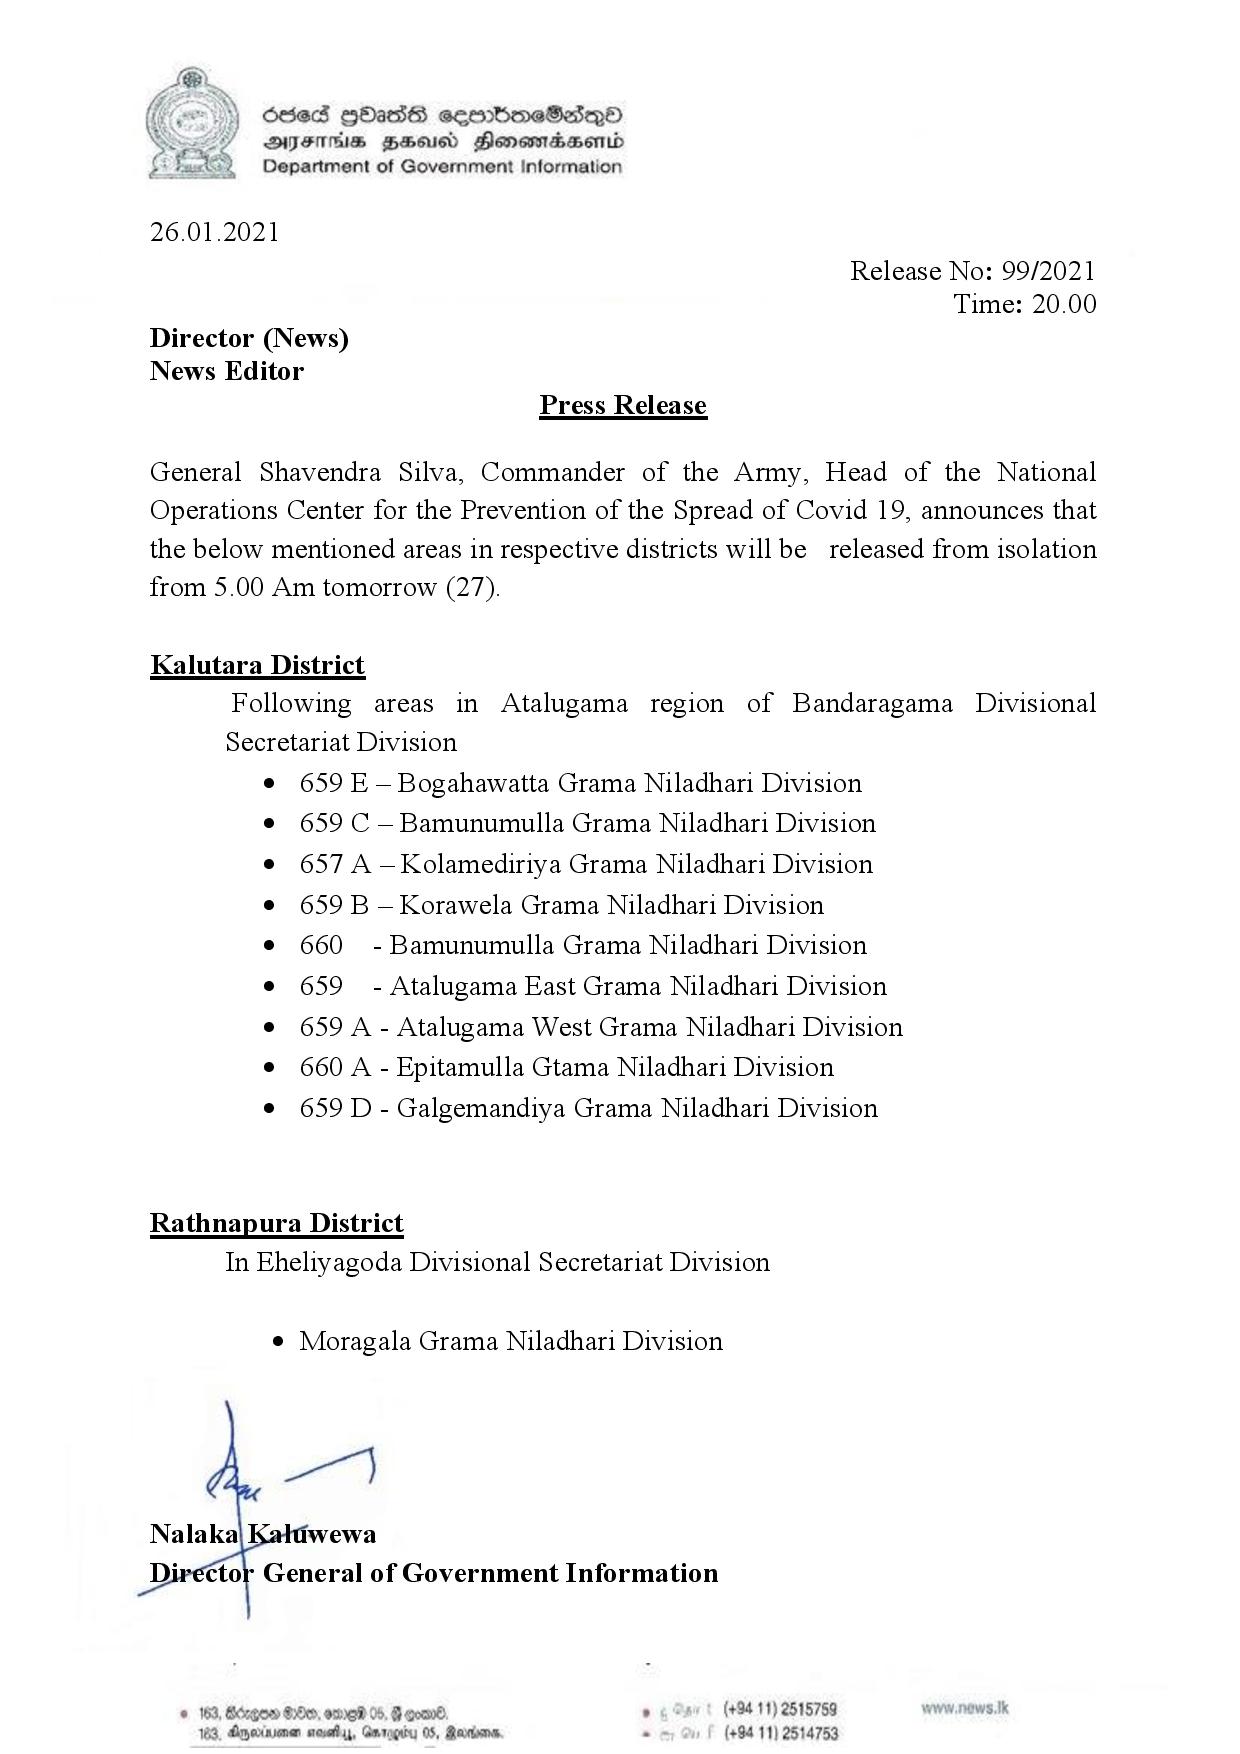 රජයේ ප්‍රවෘත්ති දෙපාර්තමේන්තුව
அரசாங்க தகவல் திணைக்களம்
Department of Government Information
26.01.2021
Release No: 99/2021
Time: 20.00
Director (News)
News Editor
Press Release
General Shavendra Silva, Commander of the Army, Head of the National
Operations Center for the Prevention of the Spread of Covid 19, announces that
the below mentioned areas in respective districts will be released from isolation
from 5.00 Am tomorrow (27).
Kalutara District
Following areas in Atalugama region of Bandaragama Divisional
Secretariat Division
• 659 E – Bogahawatta Grama Niladhari Division
• 659 C – Bamunumulla Grama Niladhari Division
• 657 A – Kolamediriya Grama Niladhari Division
• 659 B – Korawela Grama Niladhari Division
• 660 - Bamunumulla Grama Niladhari Division
• 659 - Atalugama East Grama Niladhari Division
• 659 A - Atalugama West Grama Niladhari Division
• 660 A - Epitamulla Gtama Niladhari Division
• 659 D - Galgemandiya Grama Niladhari Division
Rathnapura District
In Eheliyagoda Divisional Secretariat Division
• Moragala Grama Niladhari Division
Nalaka Kaluwewa
Director General of Government Information
• 163, කිරුලපන මාවත, කොළඹ 05, ශ්‍රී ලංකාව.
163, கிருலப்பனை எவனியூ, கொழும்பு 05, இலங்கை.
(+94 11) 2515759
(+94 11) 2514753
www.news.lk